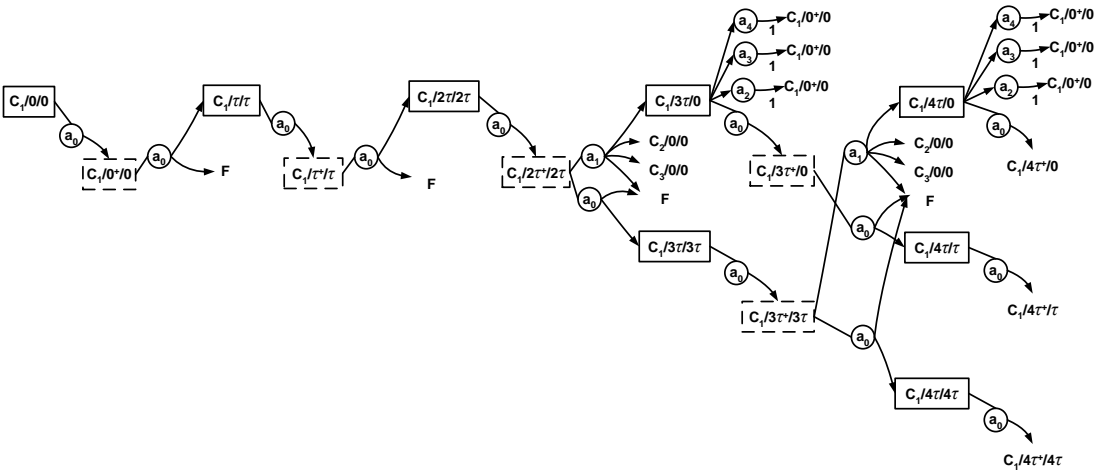 C₁/0/0
a₀
C₁/0⁺/0
a₀
F
C₁/τ/τ
a₀
C₁/τ⁺/τ
a₀
F
C₁/2τ/2τ
a₀
C₁/2τ⁺/2τ
a₁
C₂/0/0
C₃/0/0
F
a₀
C₁/3τ/0
a₄
1
C₁/0⁺/0
a₃
1
C₁/0⁺/0
a₂
1
C₁/0⁺/0
a₀
C₁/3τ⁺/0
C₁/3τ/3τ
a₀
C₁/3τ⁺/3τ
a₁
C₂/0/0
C₃/0/0
F
a₀
a₀
C₁/4τ/0
a₄
1
C₁/0⁺/0
a₃
1
C₁/0⁺/0
a₂
1
C₁/0⁺/0
a₀
C₁/4τ⁺/0
C₁/4τ/τ
a₀
C₁/4τ⁺/τ
C₁/4τ/4τ
a₀
C₁/4τ⁺/4τ